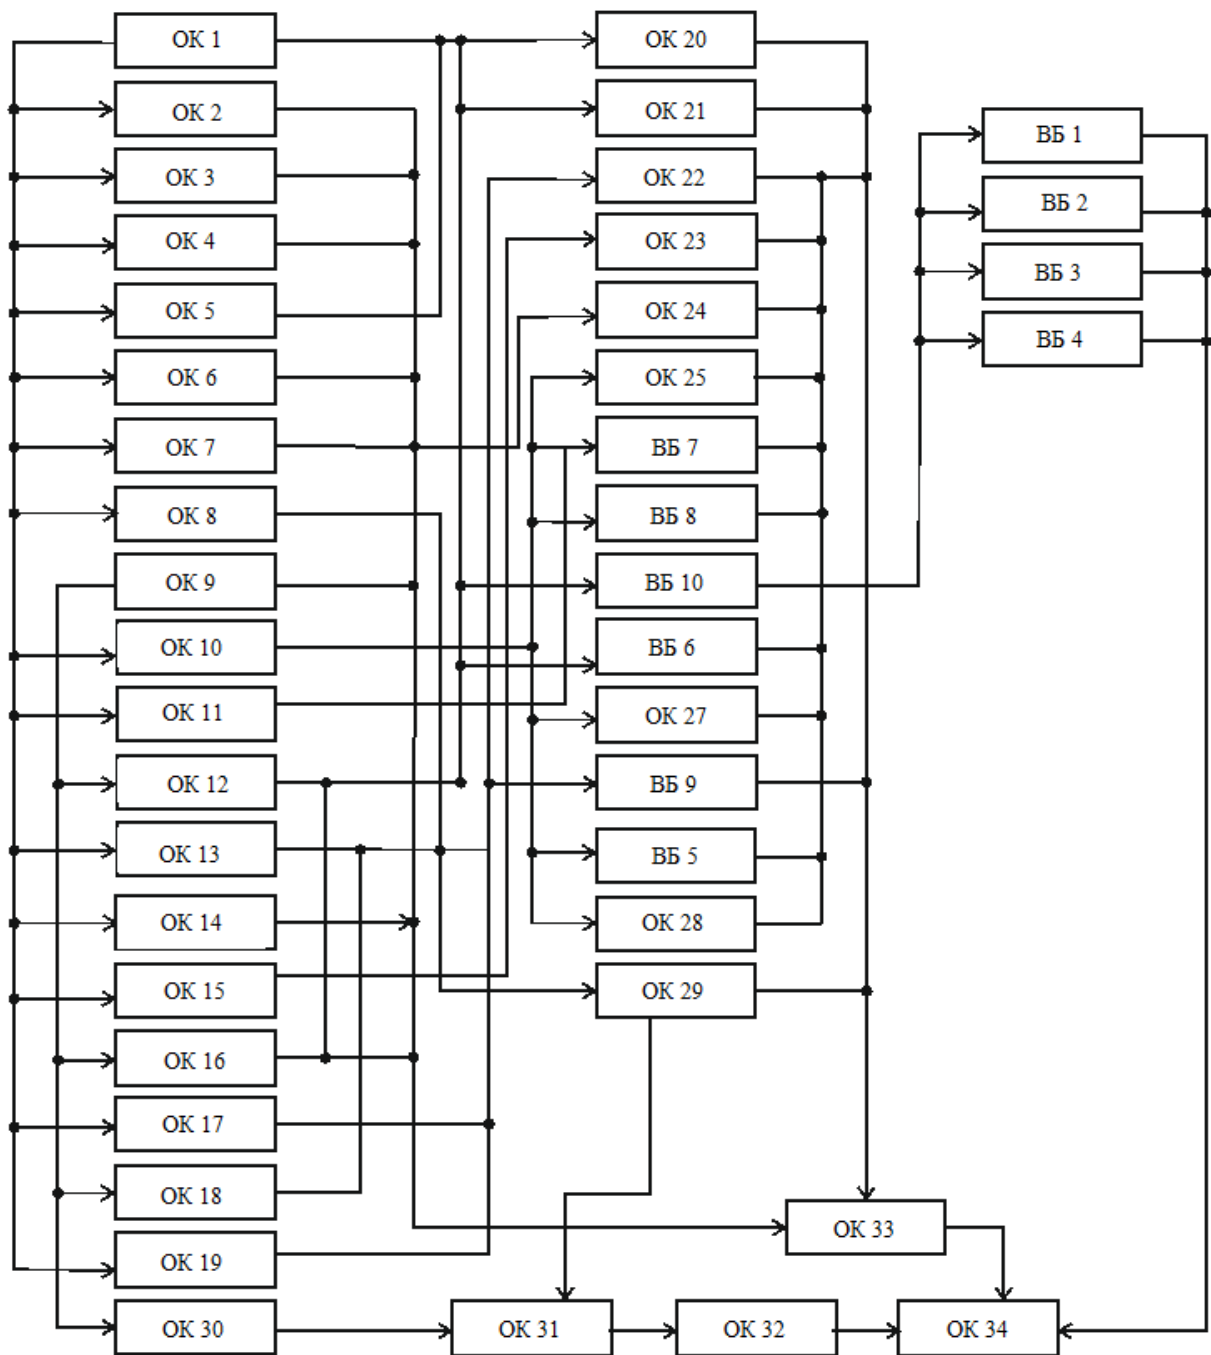 ОК 1
ОК 2
ОК 3
ОК 4
ОК 5
ОК 6
ОК 7
ОК 8
ОК 9
ОК 10
ОК 11
ОК 12
ОК 13
ОК 14
ОК 15
ОК 16
ОК 17
ОК 18
ОК 19
ОК 30
ОК 20
ОК 21
ОК 22
ОК 23
ОК 24
ОК 25
ВБ 7
ВБ 8
ВБ 10
ВБ 6
ОК 27
ВБ 9
ВБ 5
ОК 28
ОК 29
ВБ 1
ВБ 2
ВБ 3
ВБ 4
ОК 33
ОК 31
ОК 32
ОК 34